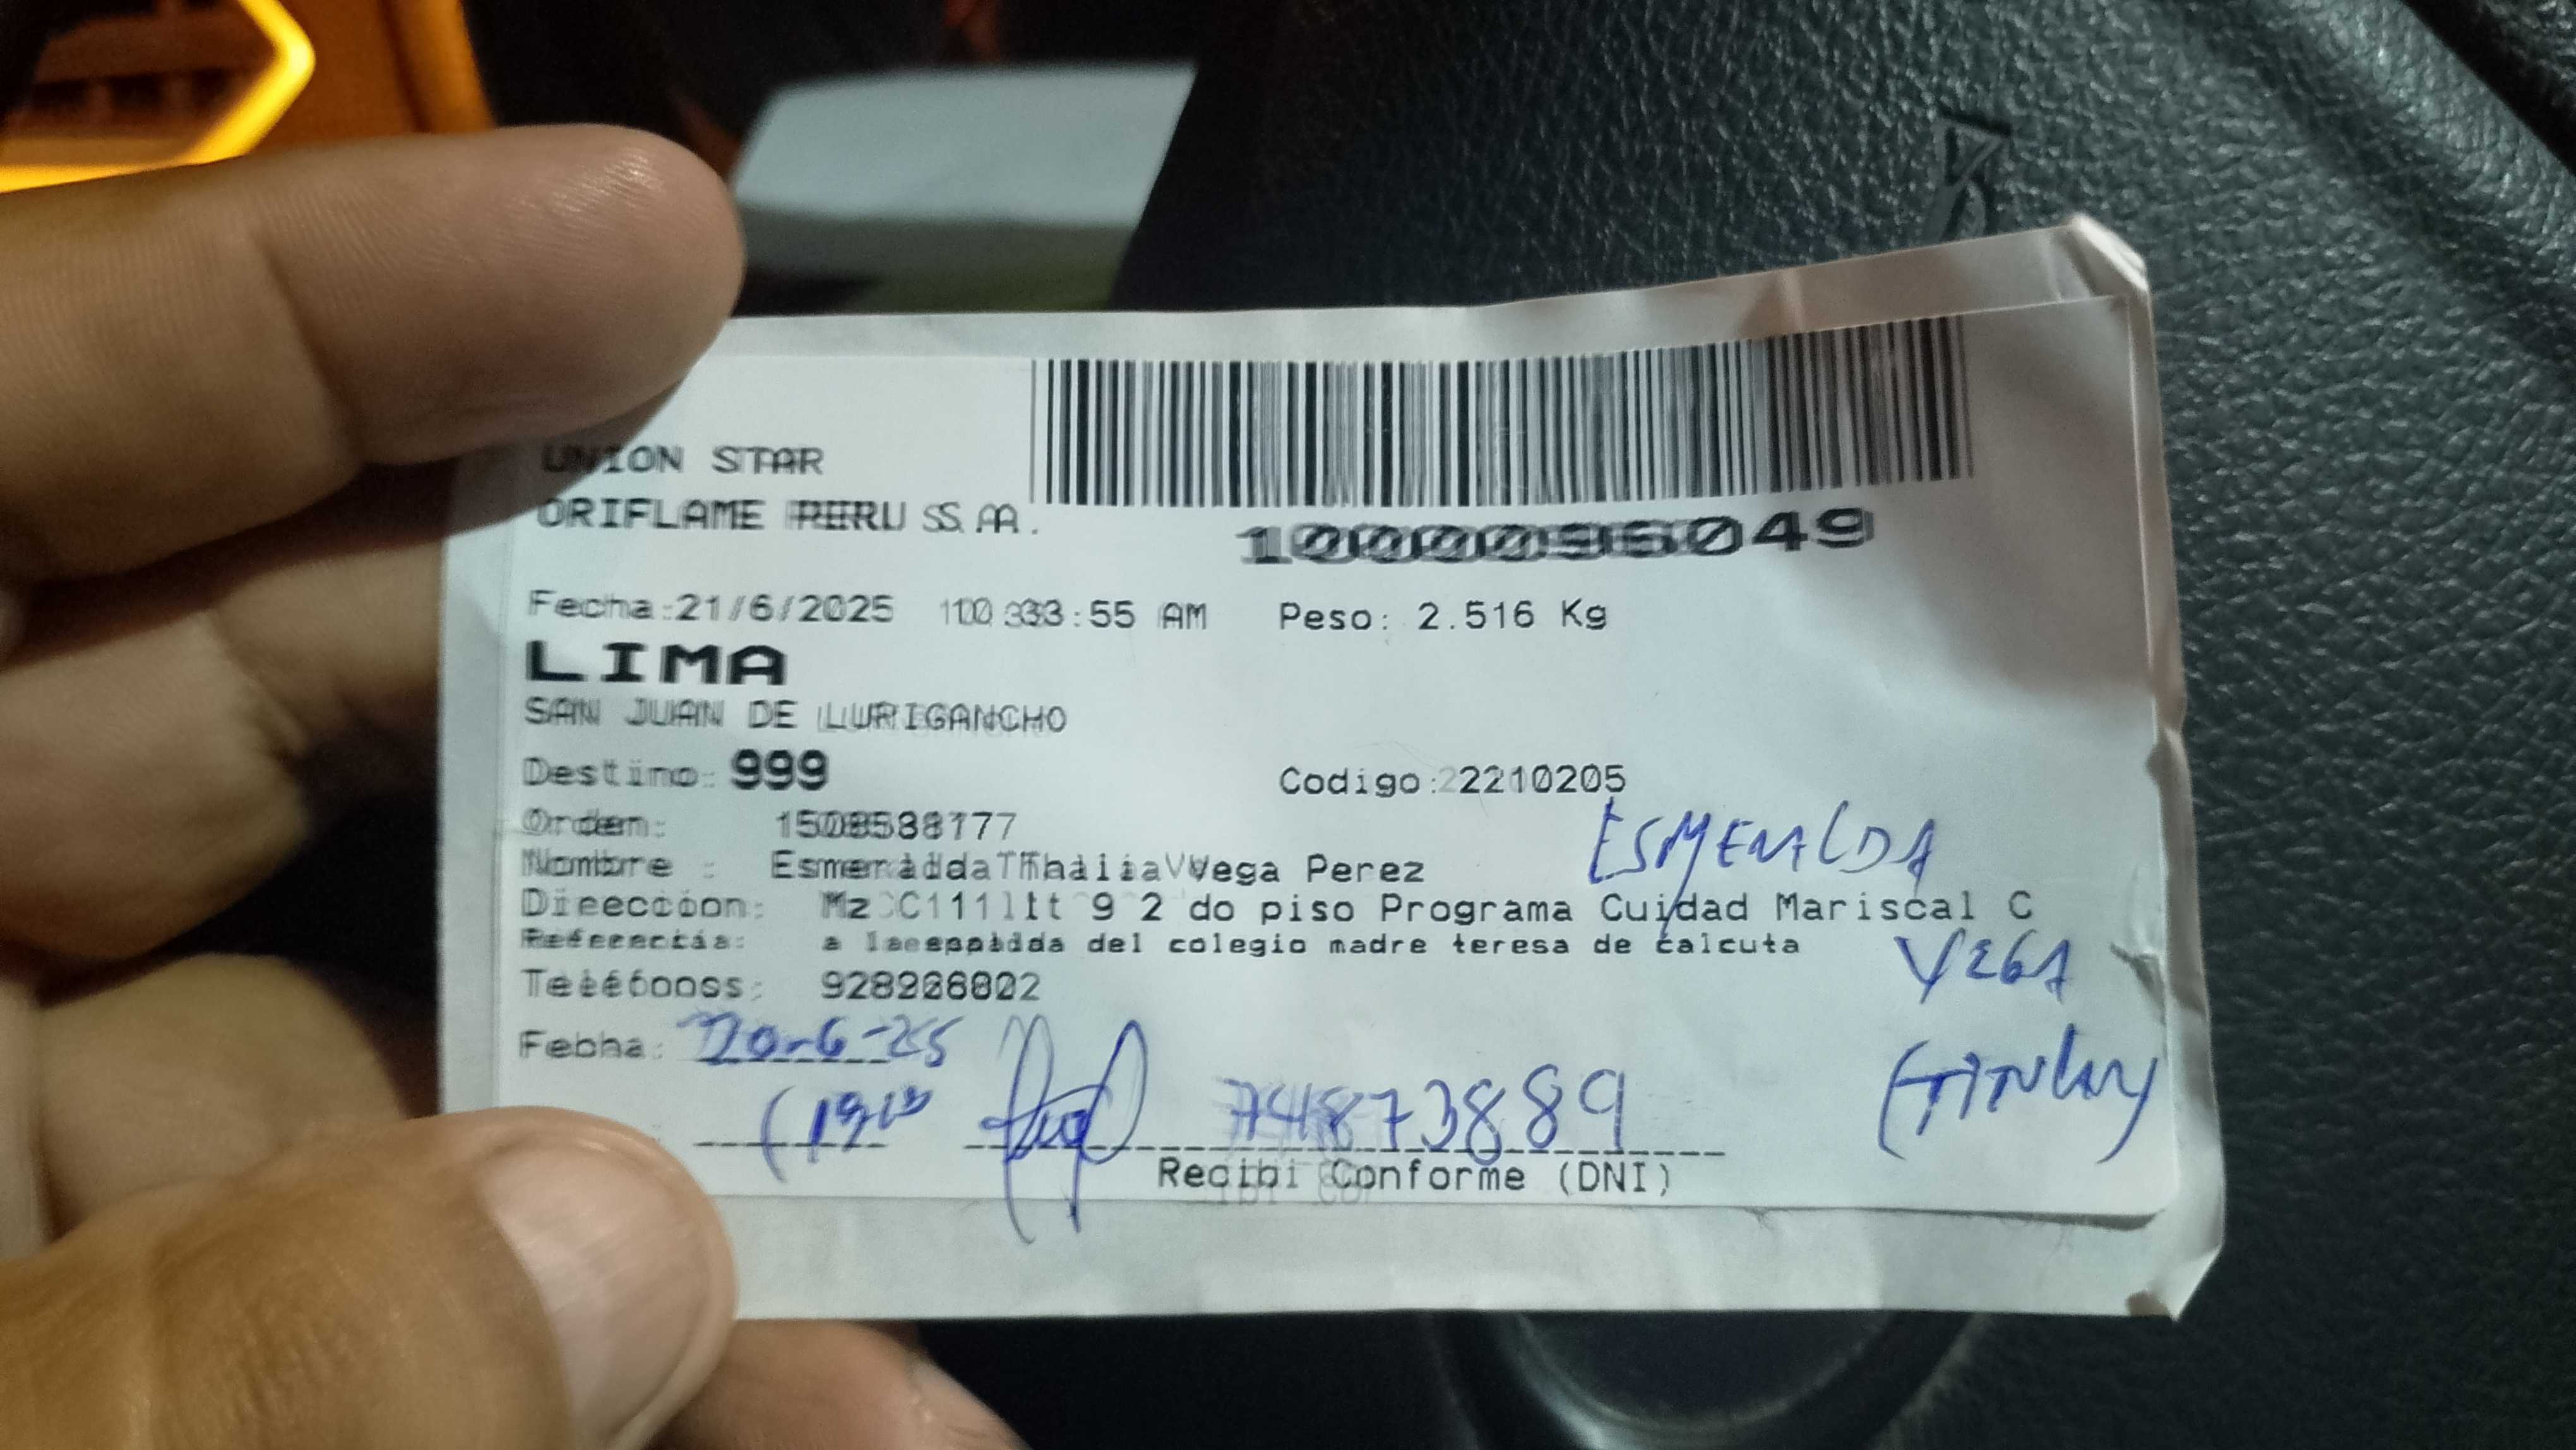 UNION STAR
ORIFLAME PERU S.A.
1000096049
Fecha:21/6/2025 10:33:55 AM Peso: 2.516 Kg
LIMA
SAN JUAN DE LURIGANCHO
Destino: 999 Codigo:22210205
Orden:
Nombre : Esmeralda Thalia Vega Perez
ESMERALDA
Direccion: Mz C11 lt 9 2 do piso Programa Cuidad Mariscal C
Referencia: a la espalda del colegio madre teresa de calcuta
VEGA
Telefonos:
Fecha: 20-6-25
74873889
(TITULAR)
Recibi Conforme (DNI)